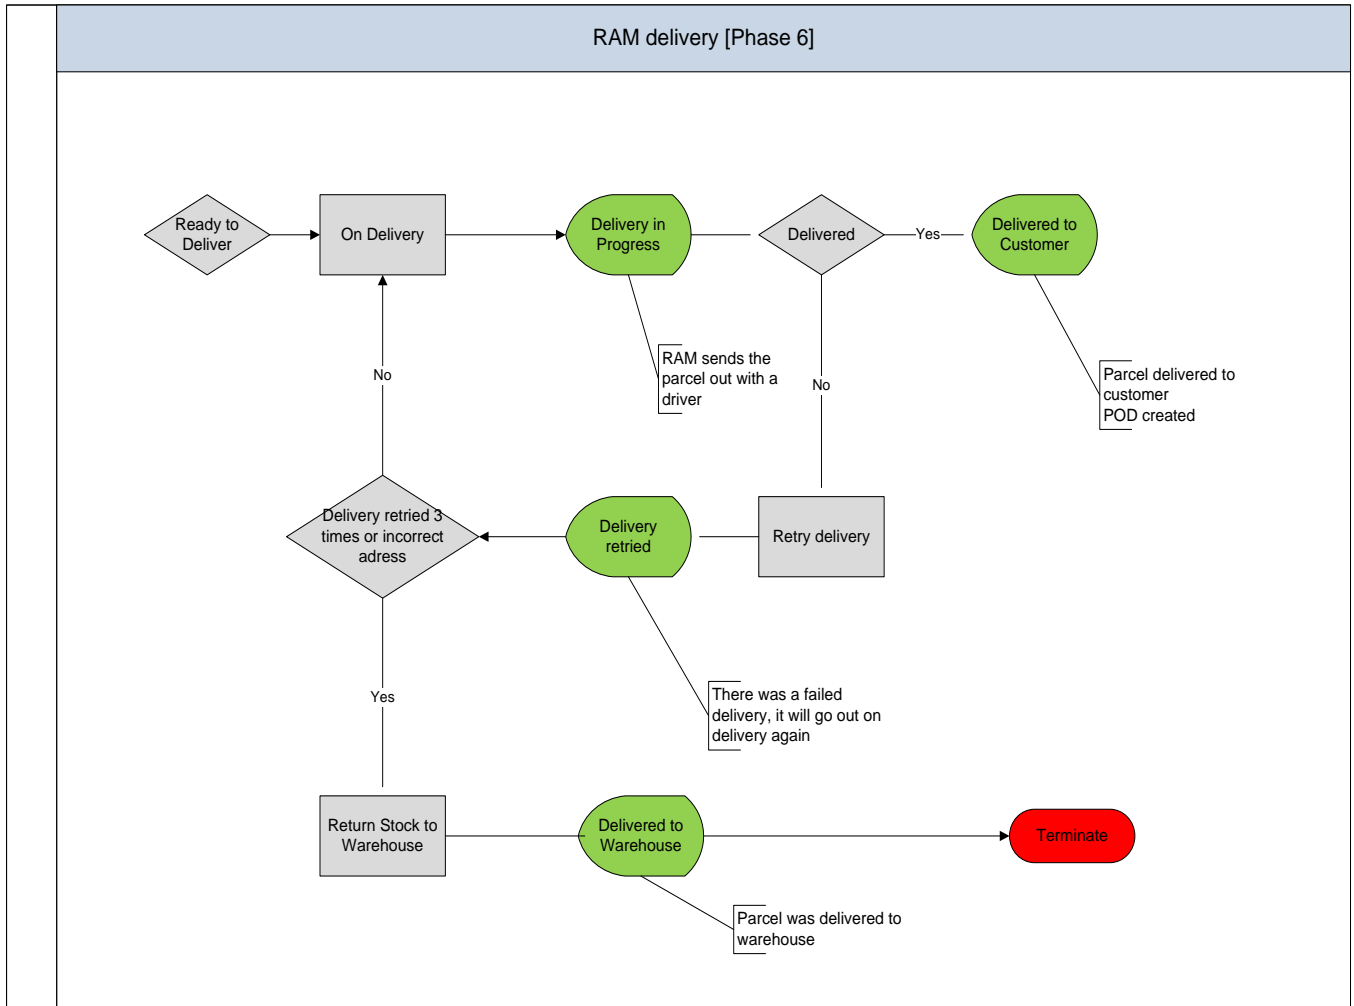 RAM delivery [Phase 6]
Ready to
Deliver
On Delivery
Delivery in
Progress
Delivered
Yes
Delivered to
Customer
RAM sends the
parcel out with a
driver
Parcel delivered to
customer
POD created
No
No
Delivery retried 3
times or incorrect
adress
Delivery
retried
Retry delivery
There was a failed
delivery, it will go out on
delivery again
Yes
Return Stock to
Warehouse
Delivered to
Warehouse
Terminate
Parcel was delivered to
warehouse